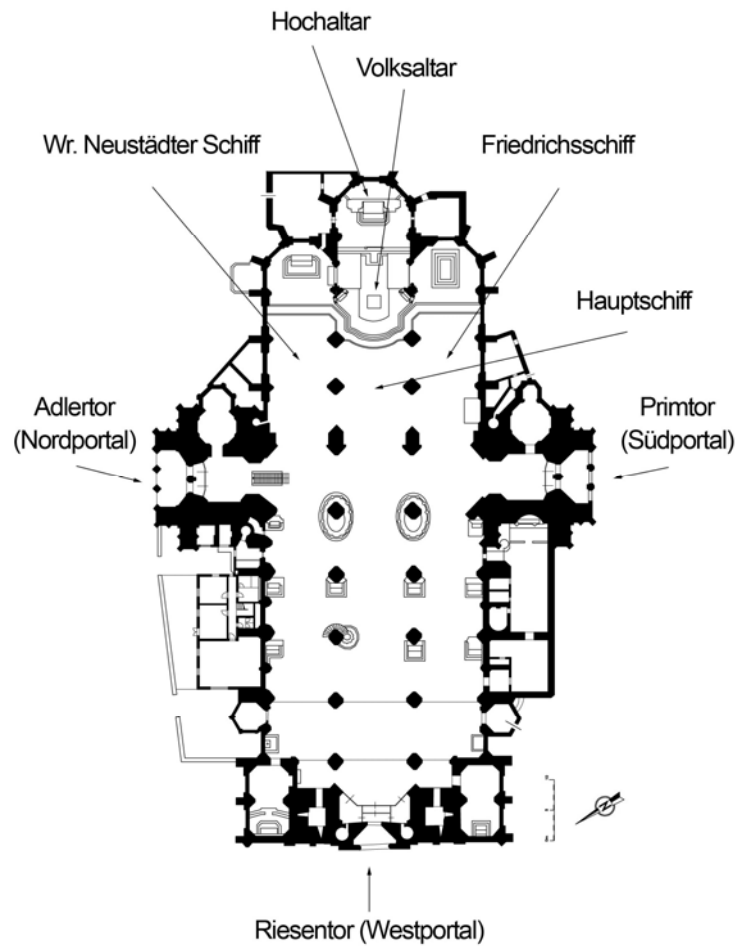 Hochaltar
Volksaltar
Wr. Neustädter Schiff
Friedrichsschiff
Hauptschiff
Adlertor
(Nordportal)
Primtor
(Südportal)
Riesentor (Westportal)